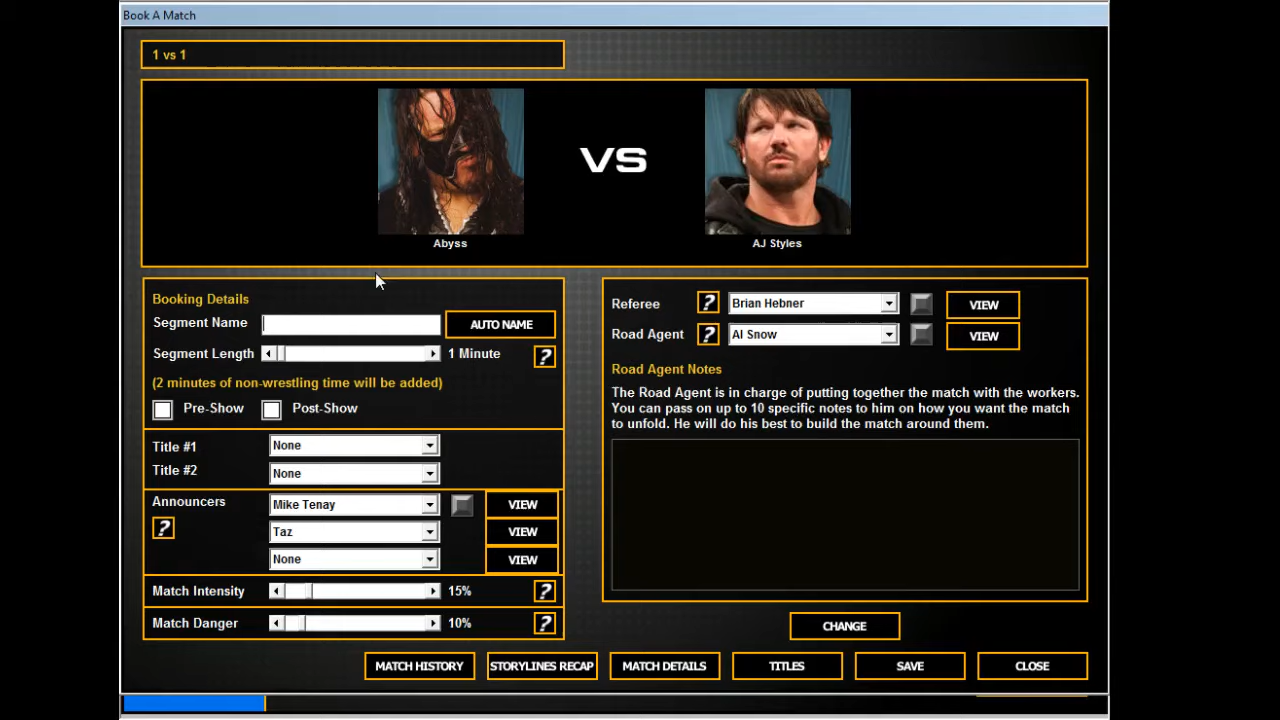 Book A Match
1 vs 1
VS
Abyss
AJ Styles
Booking Details
Segment Name
AUTO NAME
Segment Length
1 Minute
?
(2 minutes of non-wrestling time will be added)
Pre-Show
Post-Show
Title #1
None
Title #2
None
Announcers
Mike Tenay
VIEW
?
Taz
VIEW
None
VIEW
Match Intensity
15%
?
Match Danger
10%
?
Referee
?
Brian Hebner
VIEW
Road Agent
?
Al Snow
VIEW
Road Agent Notes
The Road Agent is in charge of putting together the match with the workers.
You can pass on up to 10 specific notes to him on how you want the match
to unfold. He will do his best to build the match around them.
CHANGE
MATCH HISTORY
STORYLINES RECAP
MATCH DETAILS
TITLES
SAVE
CLOSE